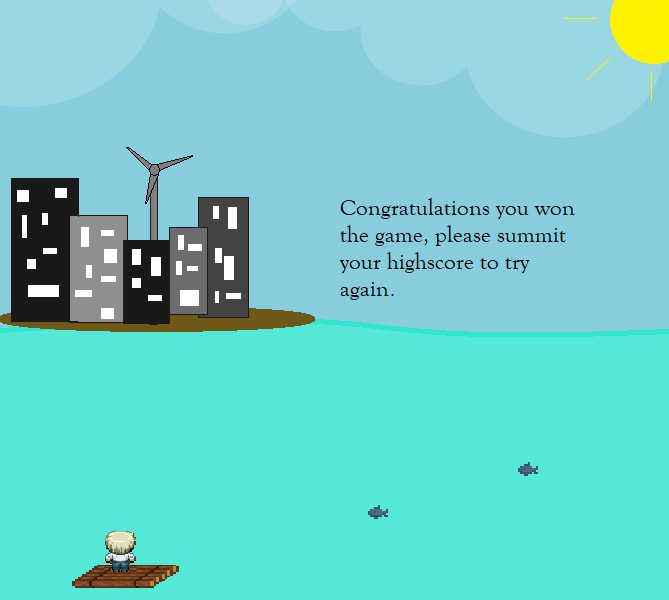 Congratulations you won
the game, please summit
your highscore to try
again.